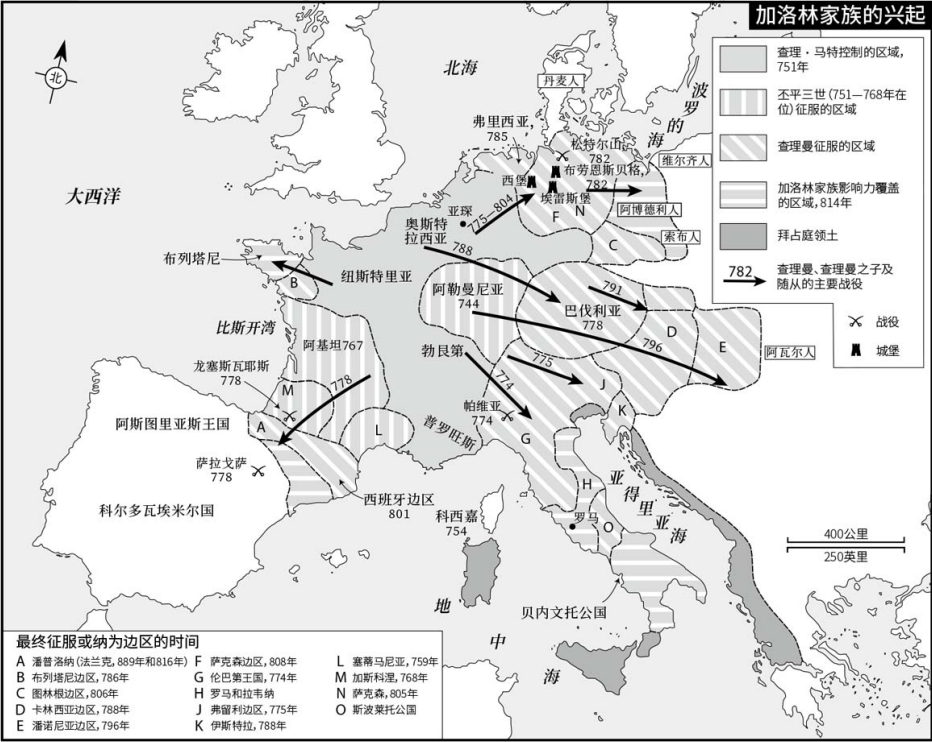 加洛林家族的兴起
北
北海
丹麦人
波罗的海
大西洋
弗里西亚,
785
松特尔山,
782
西堡
布劳恩斯贝格,
782
埃雷斯堡
维尔齐人
阿博德利人
索布人
F
N
C
亚琛
775—804
奥斯特
拉西亚
788
布列塔尼
B
纽斯特里亚
阿勒曼尼亚
744
791
巴伐利亚
778
D
E
796
阿瓦尔人
比斯开湾
阿基坦767
勃艮第
775
774
J
K
龙塞斯瓦耶斯
778
778
M
A
L
帕维亚
774
G
普罗旺斯
阿斯图里亚斯王国
萨拉戈萨
778
科尔多瓦埃米尔国
西班牙边区
801
科西嘉
754
H
罗马
O
亚得里亚海
贝内文托公国
地中海
400公里
250英里
查理·马特控制的区域,
751年
丕平三世(751—768年在
位)征服的区域
查理曼征服的区域
加洛林家族影响力覆盖
的区域,814年
拜占庭领土
782
查理曼、查理曼之子及
随从的主要战役
战役
城堡
最终征服或纳为边区的时间
A 潘普洛纳(法兰克,889年和816年)
B 布列塔尼边区,786年
C 图林根边区,806年
D 卡林西亚边区,788年
E 潘诺尼亚边区,796年
F 萨克森边区,808年
G 伦巴第王国,774年
H 罗马和拉韦纳
J 弗留利边区,775年
K 伊斯特拉,788年
L 塞蒂马尼亚,759年
M 加斯科涅,768年
N 萨克森,805年
O 斯波莱托公国